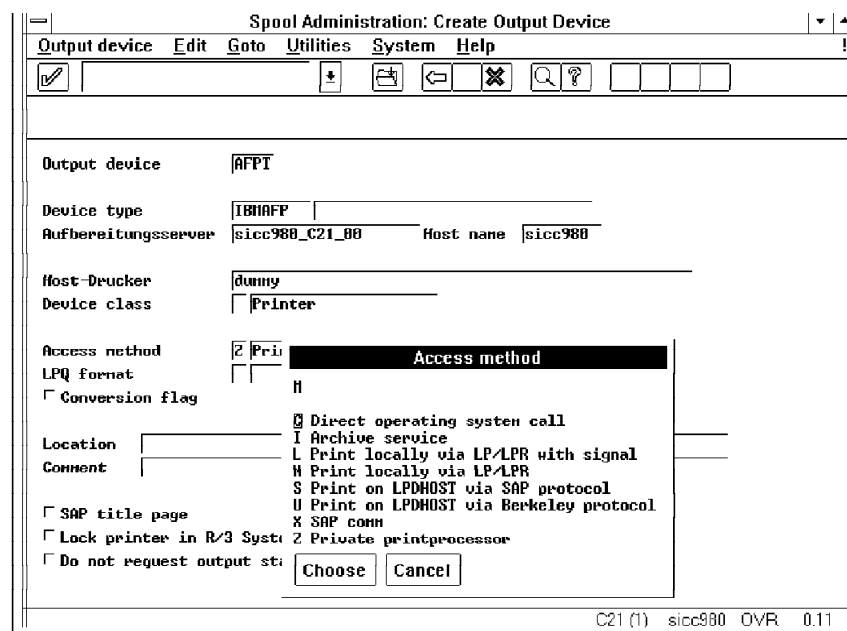 Spool Administration: Create Output Device
Output device Edit Goto Utilities System Help
Output device AFPT
Device type IBMAFP
Aufbereitungsserver sicc980_C21_00 Host name sicc980
Host-Drucker dummy
Device class Printer
Access method Z Pri
LPQ format
Conversion flag
Location
Comment
SAP title page
Lock printer in R/3 Syste
Do not request output sta
Access method
M
C Direct operating system call
I Archive service
L Print locally via LP/LPR with signal
M Print locally via LP/LPR
S Print on LPDHOST via SAP protocol
U Print on LPDHOST via Berkeley protocol
X SAP comm
Z Private printprocessor
Choose Cancel
C21 (1) sicc980 OVR 0.11